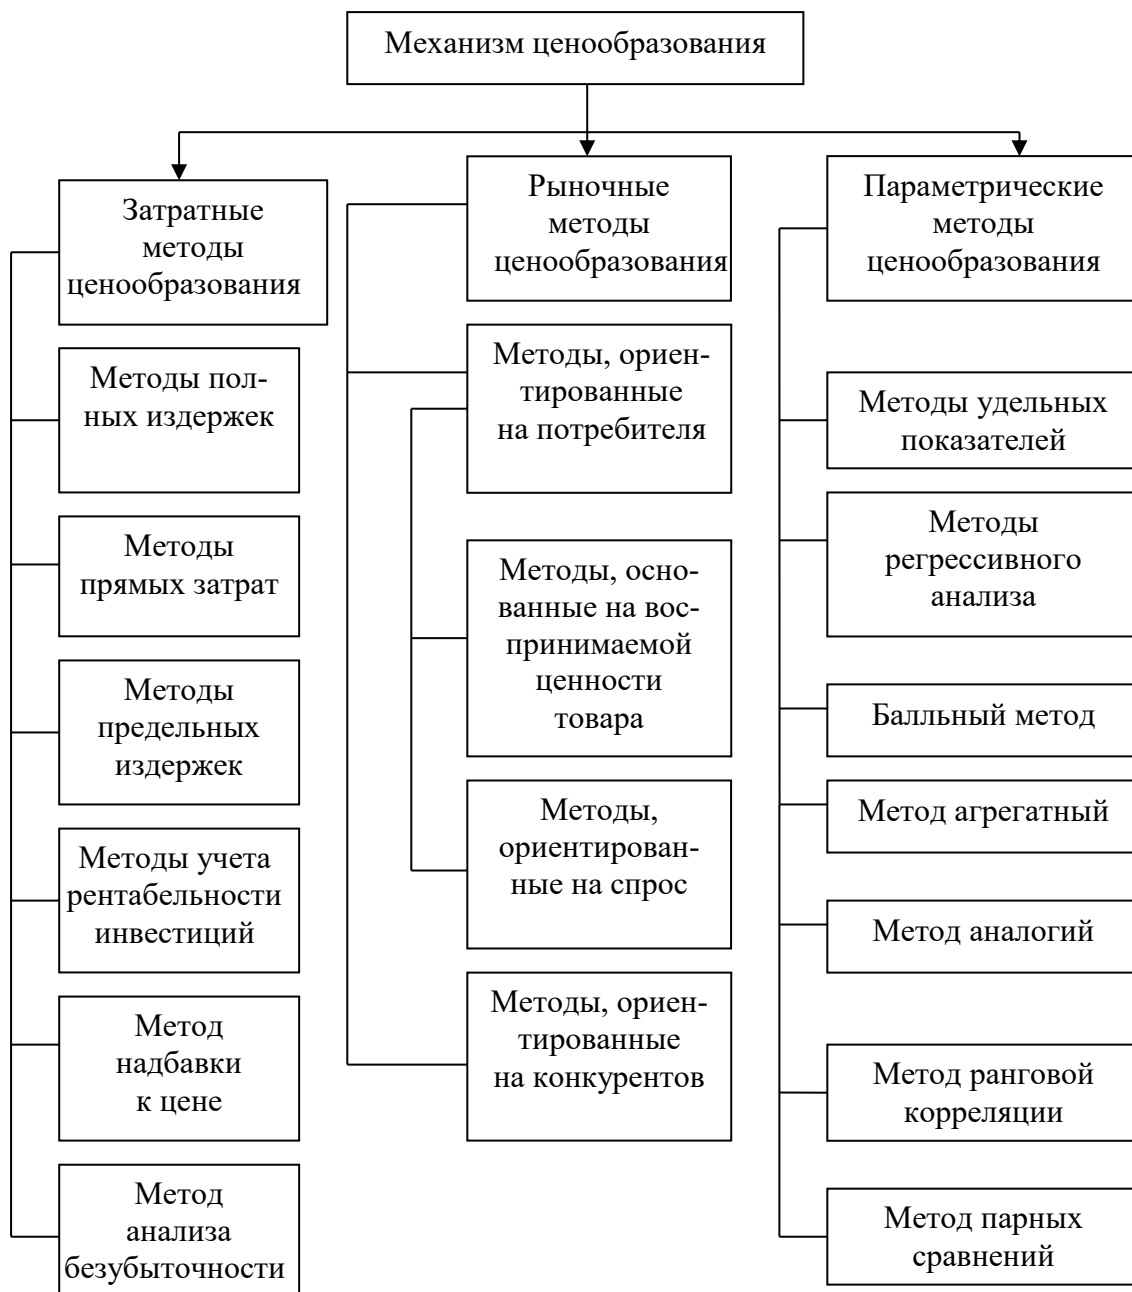 Механизм ценообразования
Затратные
методы
ценообразования
Методы пол-
ных издержек
Методы
прямых затрат
Методы
предельных
издержек
Методы учета
рентабельности
инвестиций
Метод
надбавки
к цене
Метод
анализа
безубыточности
Рыночные
методы
ценообразования
Методы, ориен-
тированные
на потребителя
Методы, осно-
ванные на вос-
принимаемой
ценности
товара
Методы,
ориентирован-
ные на спрос
Методы, ориен-
тированные
на конкурентов
Параметрические
методы
ценообразования
Методы удельных
показателей
Методы
регрессивного
анализа
Балльный метод
Метод агрегатный
Метод аналогий
Метод ранговой
корреляции
Метод парных
сравнений